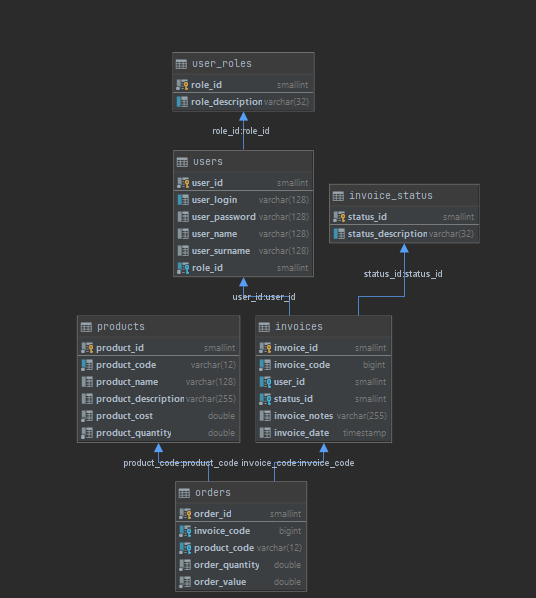 user_roles
role_id smallint
role_description varchar(32)
role_id:role_id
users
user_id smallint
user_login varchar(128)
user_password varchar(128)
user_name varchar(128)
user_surname varchar(128)
role_id smallint
invoice_status
status_id smallint
status_description varchar(32)
status_id:status_id
user_id:user_id
products
product_id smallint
product_code varchar(12)
product_name varchar(128)
product_description varchar(255)
product_cost double
product_quantity double
invoices
invoice_id smallint
invoice_code bigint
user_id smallint
status_id smallint
invoice_notes varchar(255)
invoice_date timestamp
product_code:product_code
invoice_code:invoice_code
orders
order_id smallint
invoice_code bigint
product_code varchar(12)
order_quantity double
order_value double